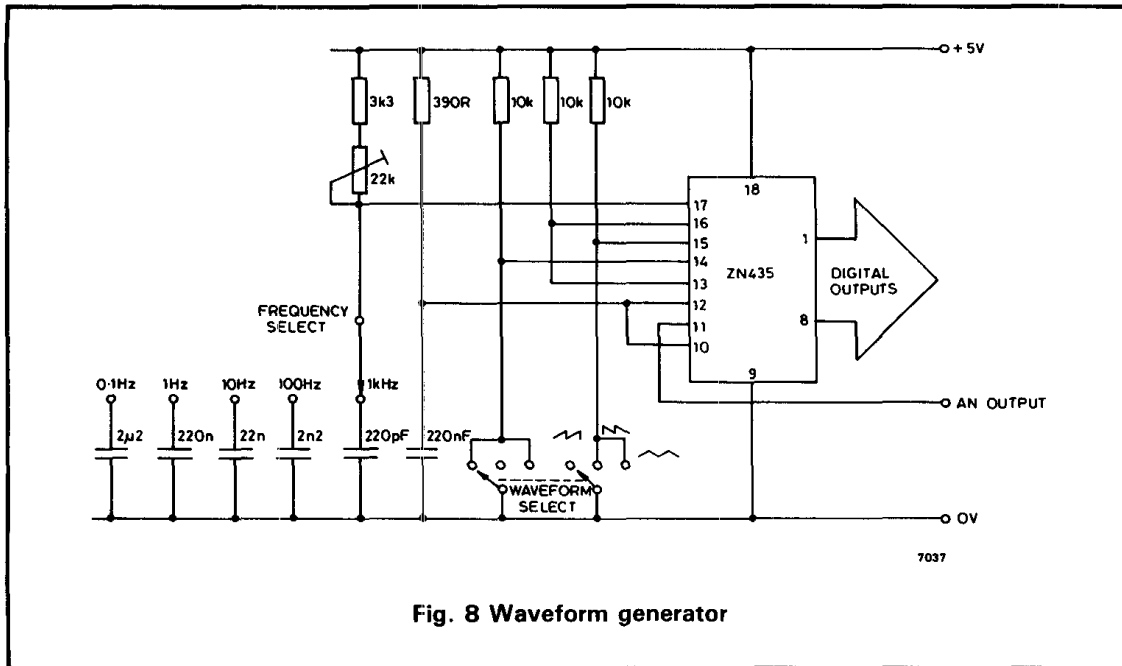 +5V
3k3
390R
10k
10k
10k
22k
18
17
16
15
14
13
12
11
10
9
1
8
ZN435
DIGITAL
OUTPUTS
FREQUENCY
SELECT
0·1Hz
1Hz
10Hz
100Hz
1kHz
AN OUTPUT
2μ2
220n
22n
2n2
220pF
220nF
WAVEFORM
SELECT
0V
7037
Fig. 8 Waveform generator